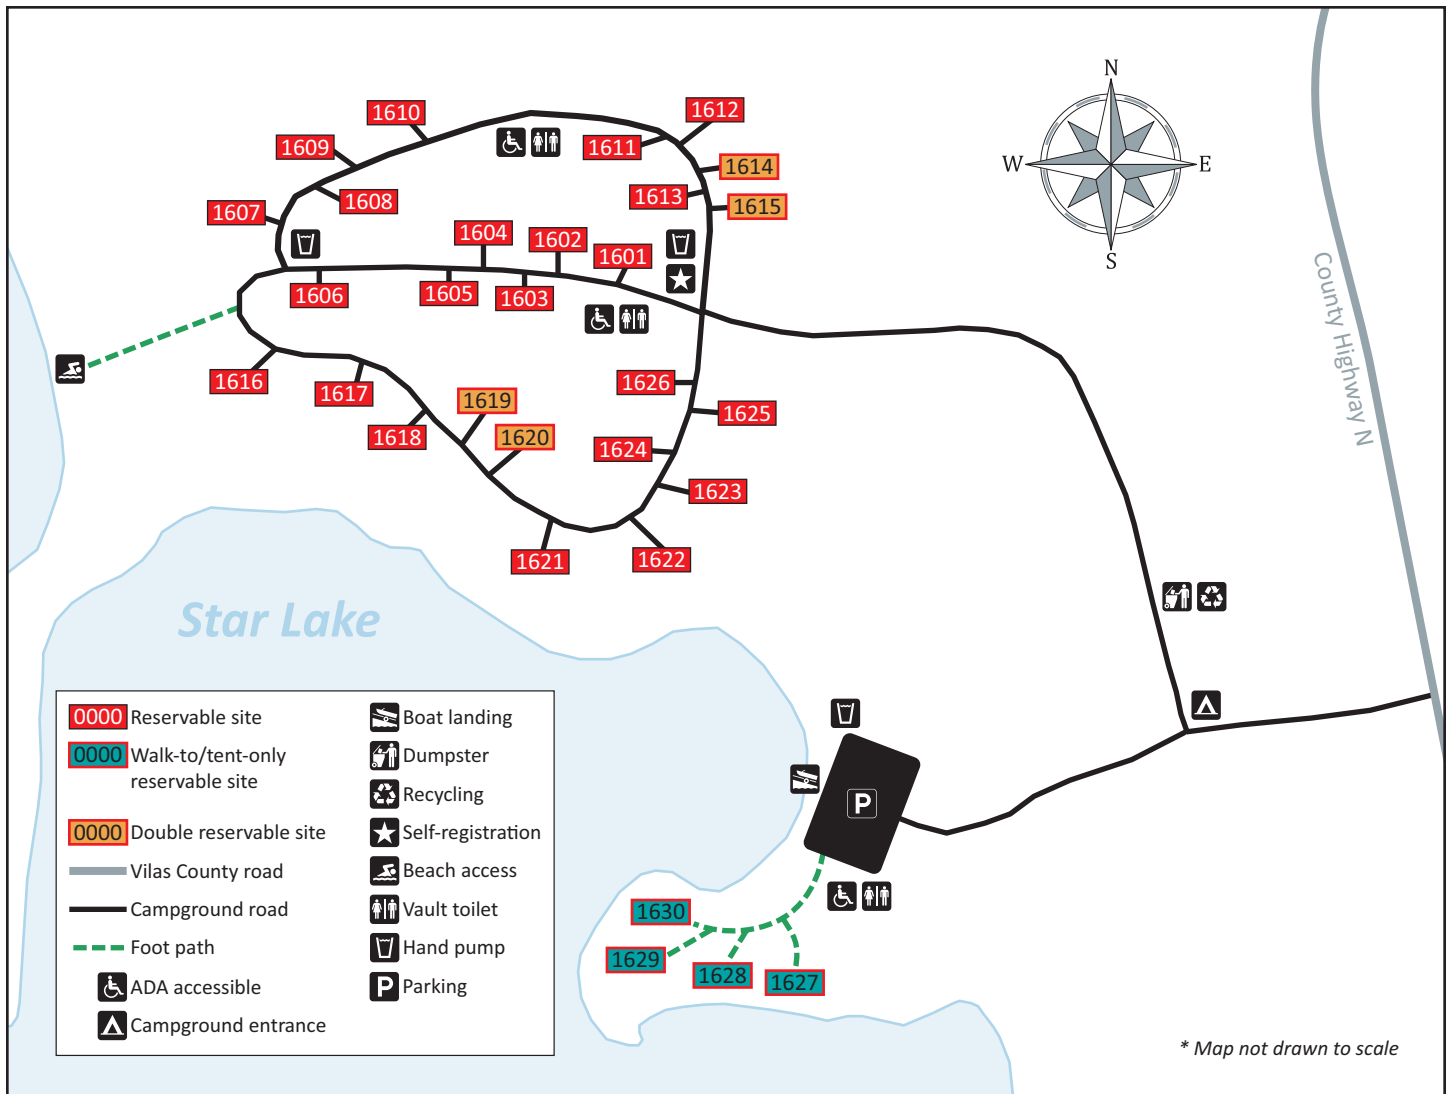 N
1612
1610
1609
1611
1614
W
E
1613
1608
1615
1607
1604
1602
1601
S
1606
1605
1603
County Highway N
1616
1617
1626
1619
1625
1618
1620
1624
1623
1621
1622
Star Lake
0000 Reservable site
0000 Walk-to/tent-only
reservable site
0000 Double reservable site
Vilas County road
Campground road
Foot path
ADA accessible
Campground entrance
Boat landing
Dumpster
Recycling
Self-registration
Beach access
Vault toilet
Hand pump
P Parking
P
1630
1629
1628
1627
* Map not drawn to scale